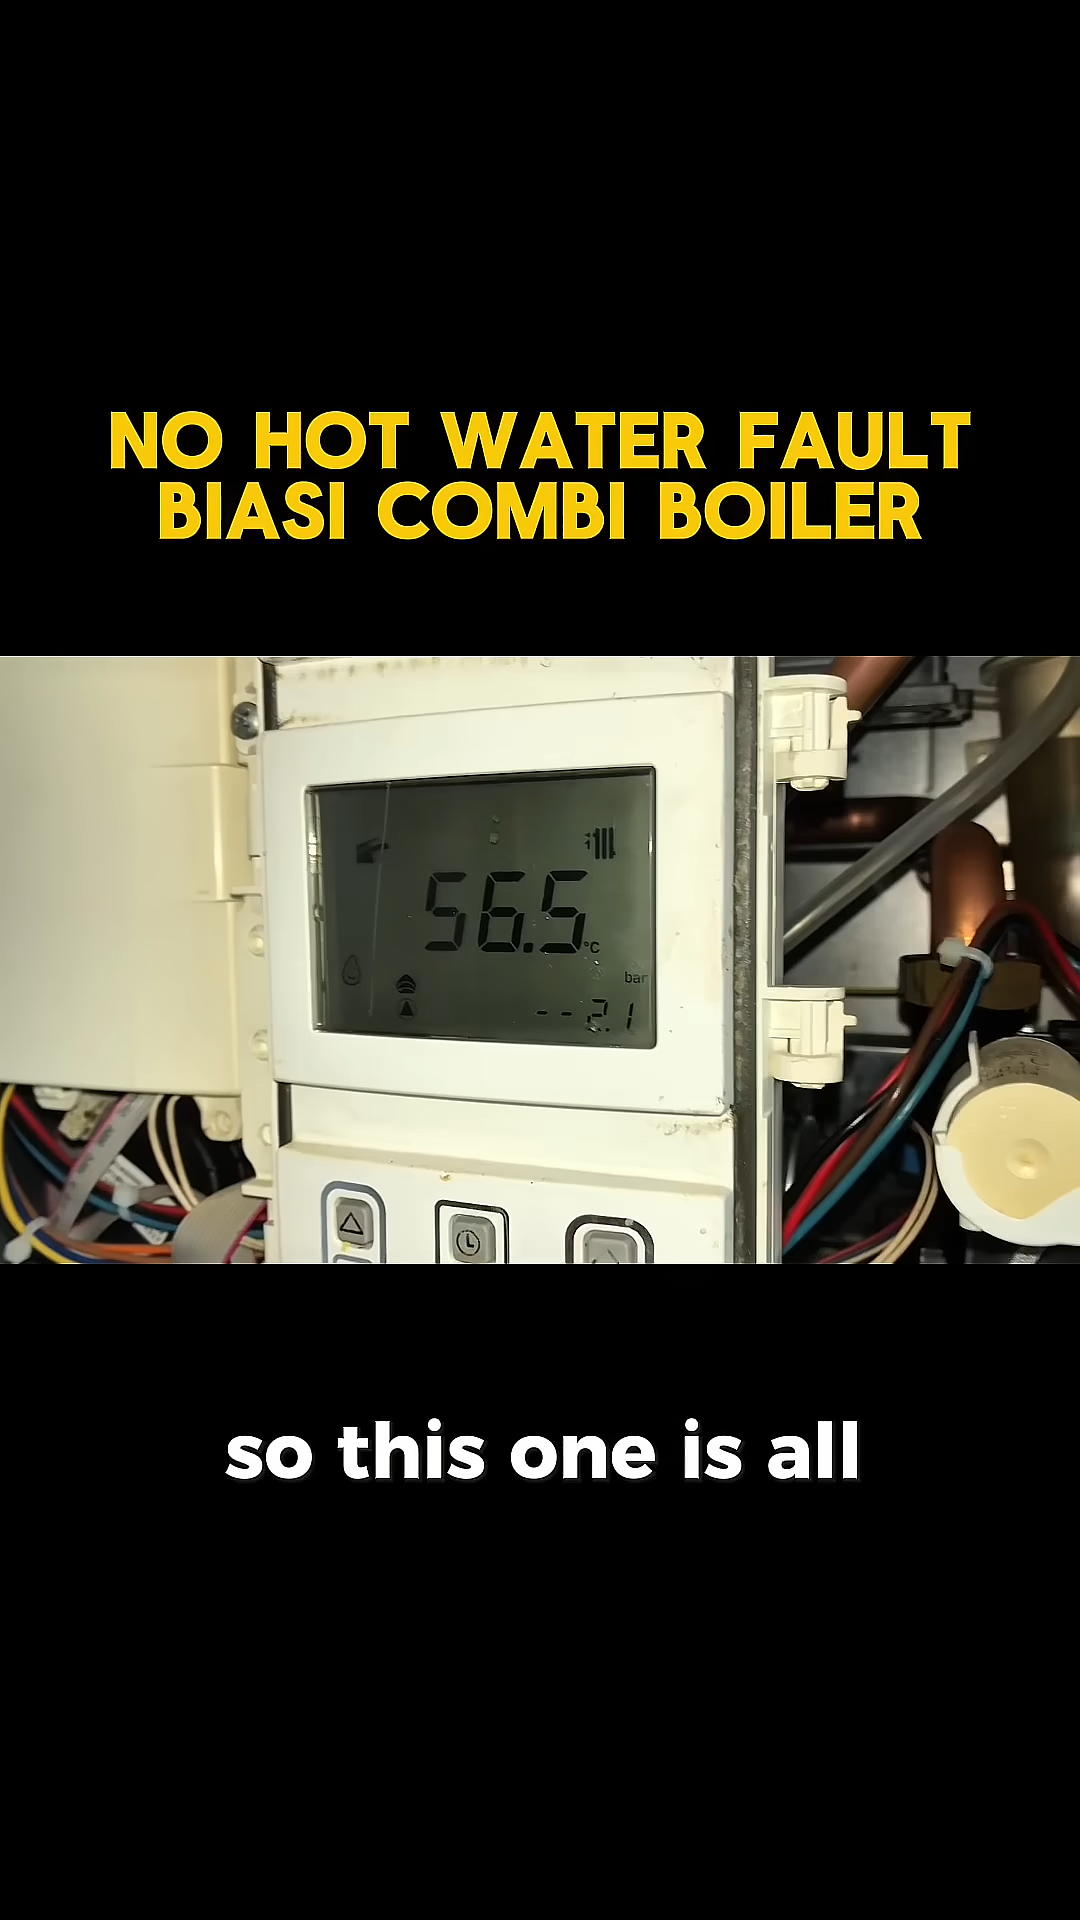 NO HOT WATER FAULT
BIASI COMBI BOILER
56.5
°C
bar
--2.1
so this one is all